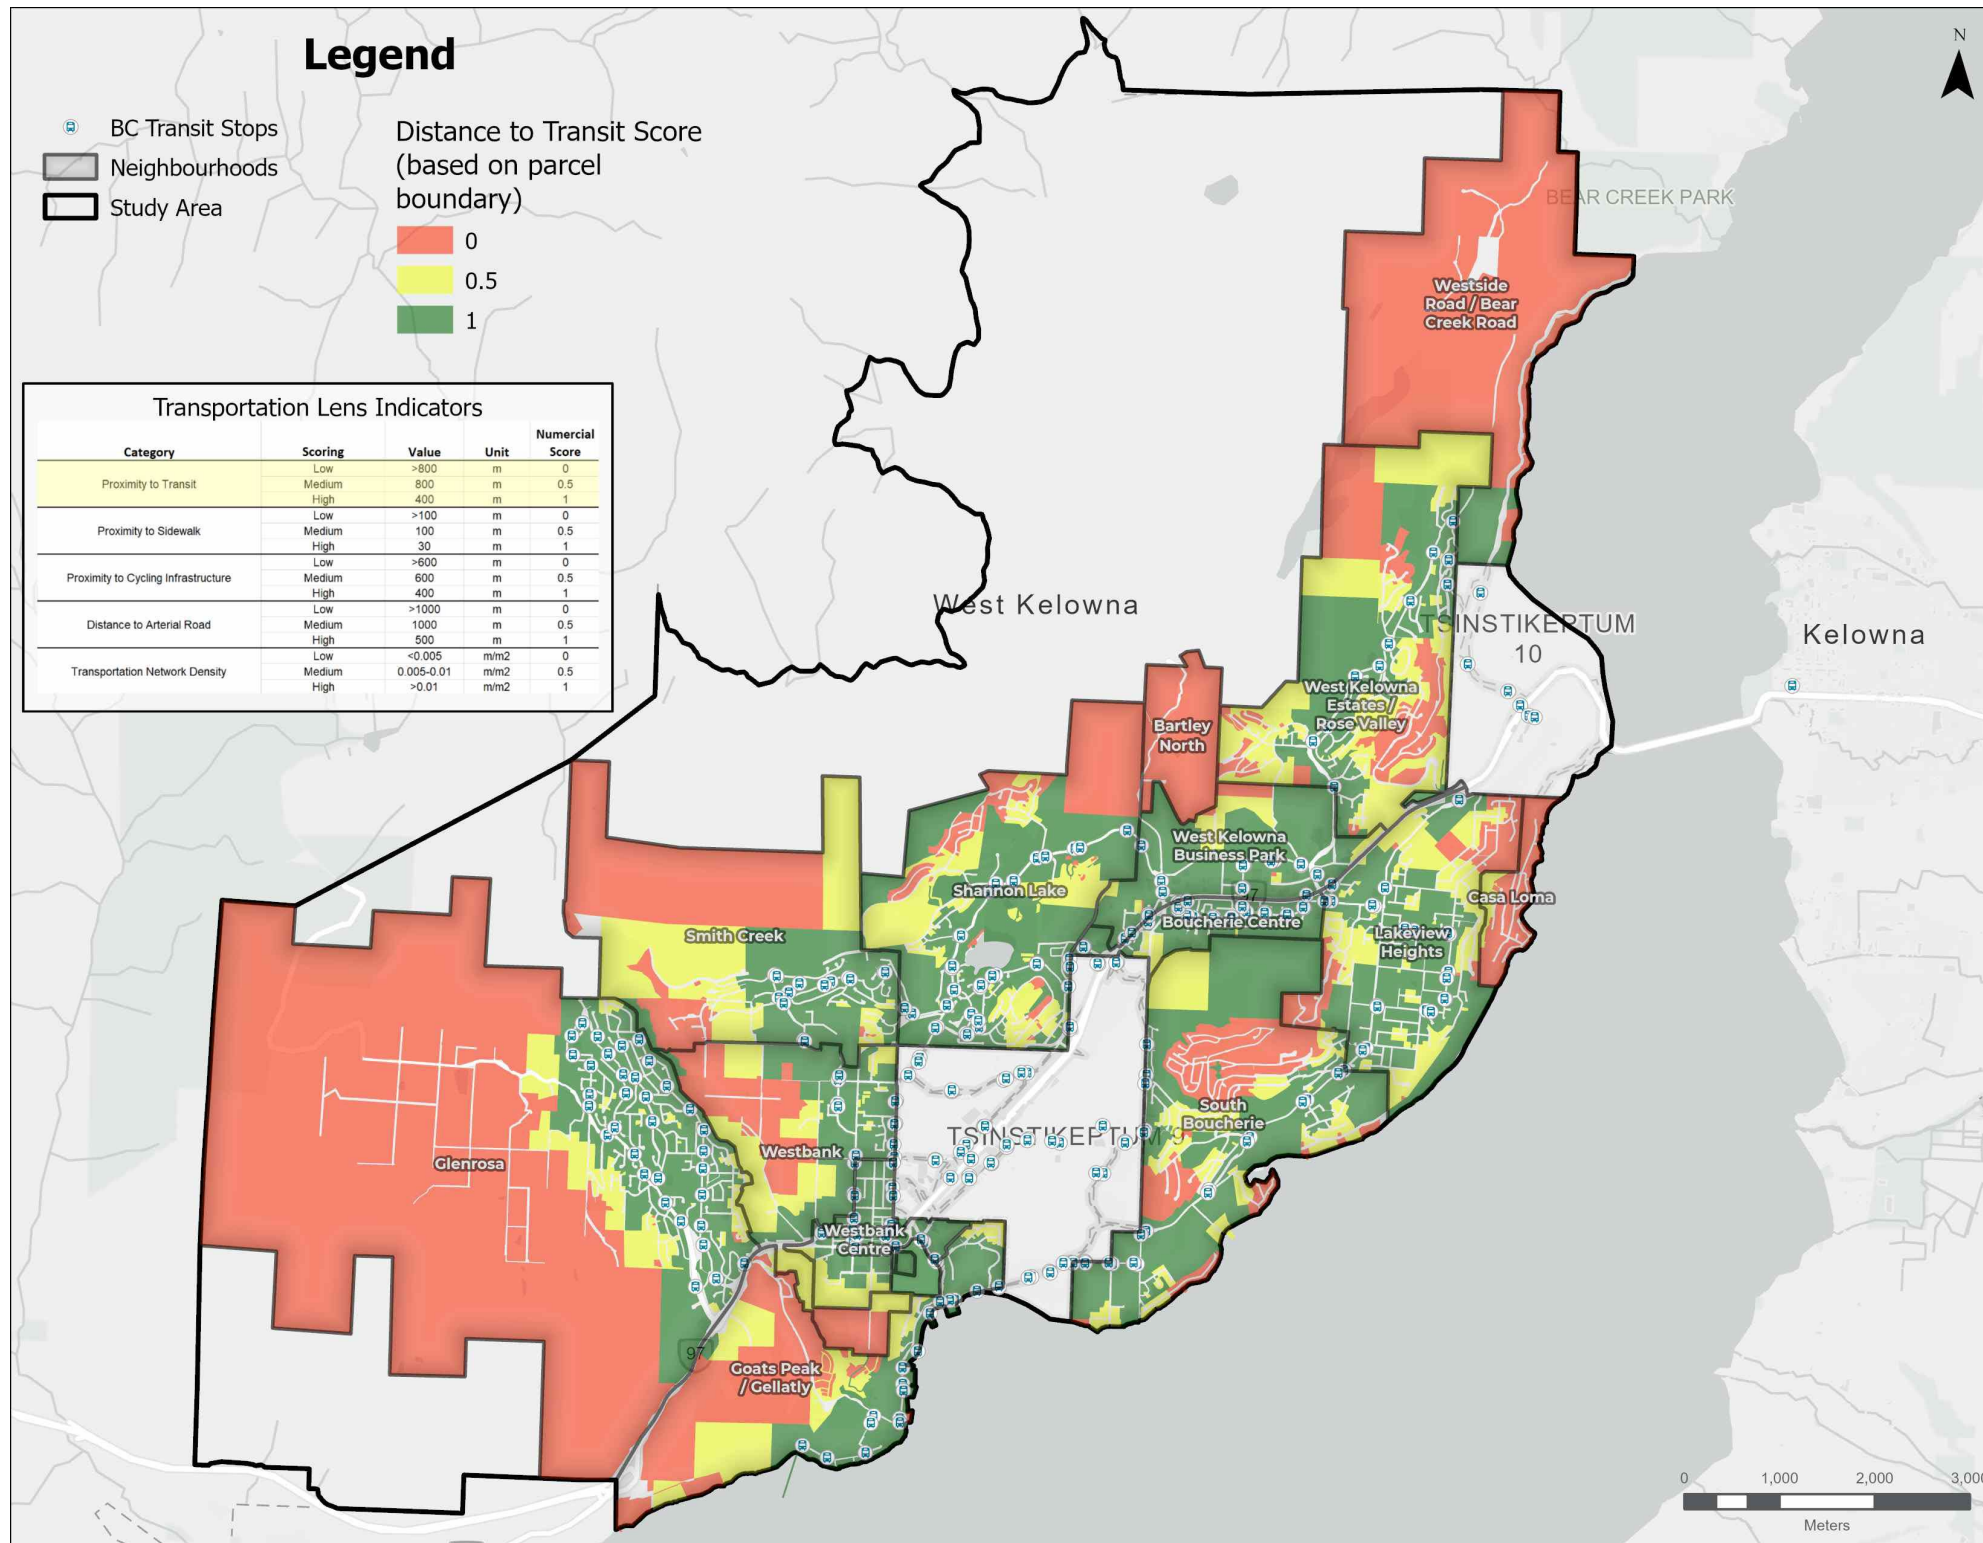 Legend
BC Transit Stops
Neighbourhoods
Study Area
Distance to Transit Score
(based on parcel
boundary)
0
0.5
1
Transportation Lens Indicators
Category Scoring Value Unit Numercial Score
Proximity to Transit Low >800 m 0
Medium 800 m 0.5
High 400 m 1
Proximity to Sidewalk Low >100 m 0
Medium 100 m 0.5
High 30 m 1
Proximity to Cycling Infrastructure Low >600 m 0
Medium 600 m 0.5
High 400 m 1
Distance to Arterial Road Low >1000 m 0
Medium 1000 m 0.5
High 500 m 1
Transportation Network Density Low <0.005 m/m2 0
Medium 0.005-0.01 m/m2 0.5
High >0.01 m/m2 1
N
BEAR CREEK PARK
Westside
Road / Bear
Creek Road
West Kelowna
TSINSTIKEPTUM
10
Kelowna
West Kelowna
Estates /
Rose Valley
Bartley
North
West Kelowna
Business Park
Shannon Lake
97
Boucherie Centre
Casa Loma
Lakeview
Heights
Smith Creek
South
Boucherie
TSINSTIKEPTUM 9
Westbank
Glenrosa
Westbank
Centre
97
Goats Peak
/ Gellatly
0 1,000 2,000 3,000
Meters